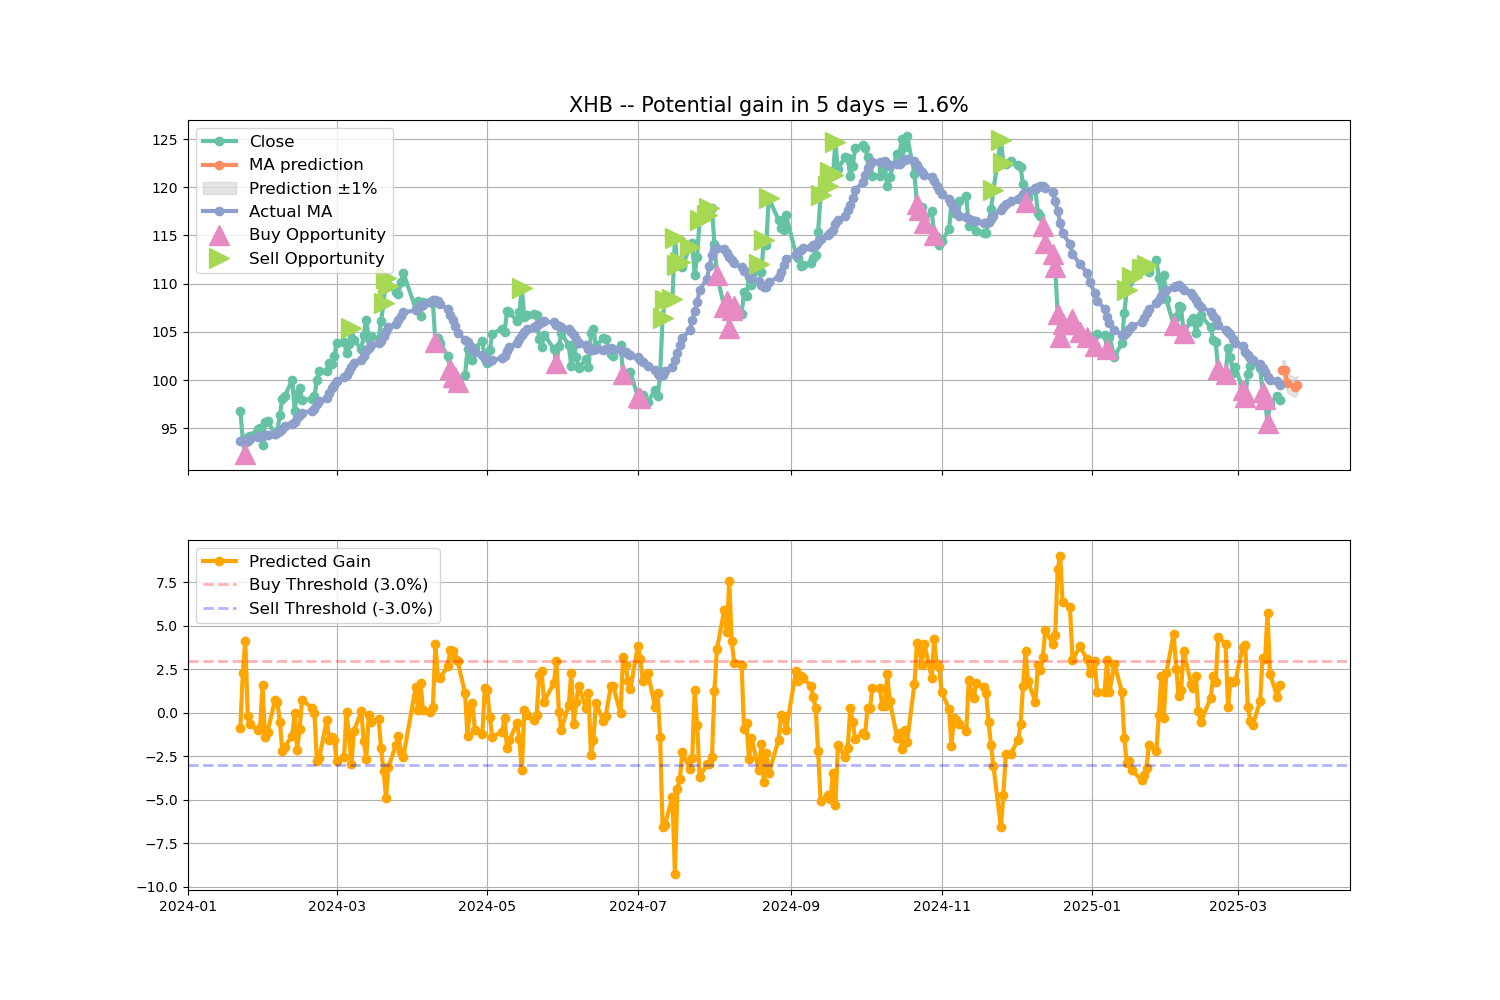 XHB -- Potential gain in 5 days = 1.6%
Close
MA prediction
Prediction ±1%
Actual MA
Buy Opportunity
Sell Opportunity
125
120
115
110
105
100
95
Predicted Gain
Buy Threshold (3.0%)
Sell Threshold (-3.0%)
7.5
5.0
2.5
0.0
−2.5
−5.0
−7.5
−10.0
2024-01 2024-03 2024-05 2024-07 2024-09 2024-11 2025-01 2025-03